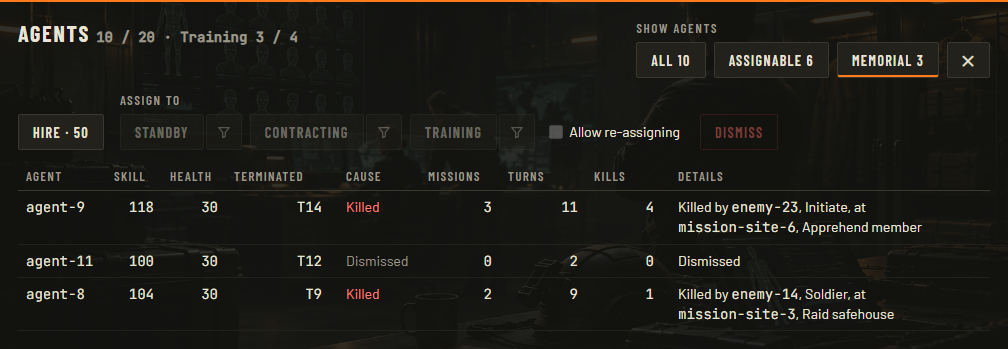 AGENTS 10 / 20 · Training 3 / 4
SHOW AGENTS
ALL 10 ASSIGNABLE 6 MEMORIAL 3 ✕
ASSIGN TO
HIRE · 50 STANDBY CONTRACTING TRAINING Allow re-assigning DISMISS
AGENT SKILL HEALTH TERMINATED CAUSE MISSIONS TURNS KILLS DETAILS
agent-9 118 30 T14 Killed 3 11 4 Killed by enemy-23, Initiate, at
mission-site-6, Apprehend member
agent-11 100 30 T12 Dismissed 0 2 0 Dismissed
agent-8 104 30 T9 Killed 2 9 1 Killed by enemy-14, Soldier, at
mission-site-3, Raid safehouse